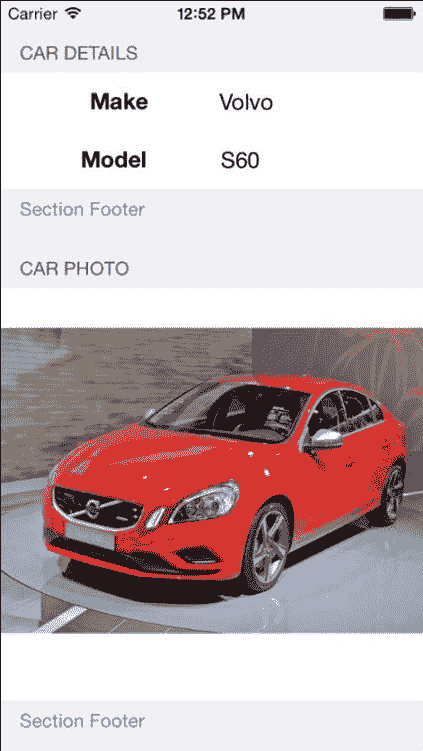 Carrier 12:52 PM
CAR DETAILS
Make Volvo
Model S60
Section Footer
CAR PHOTO
Section Footer